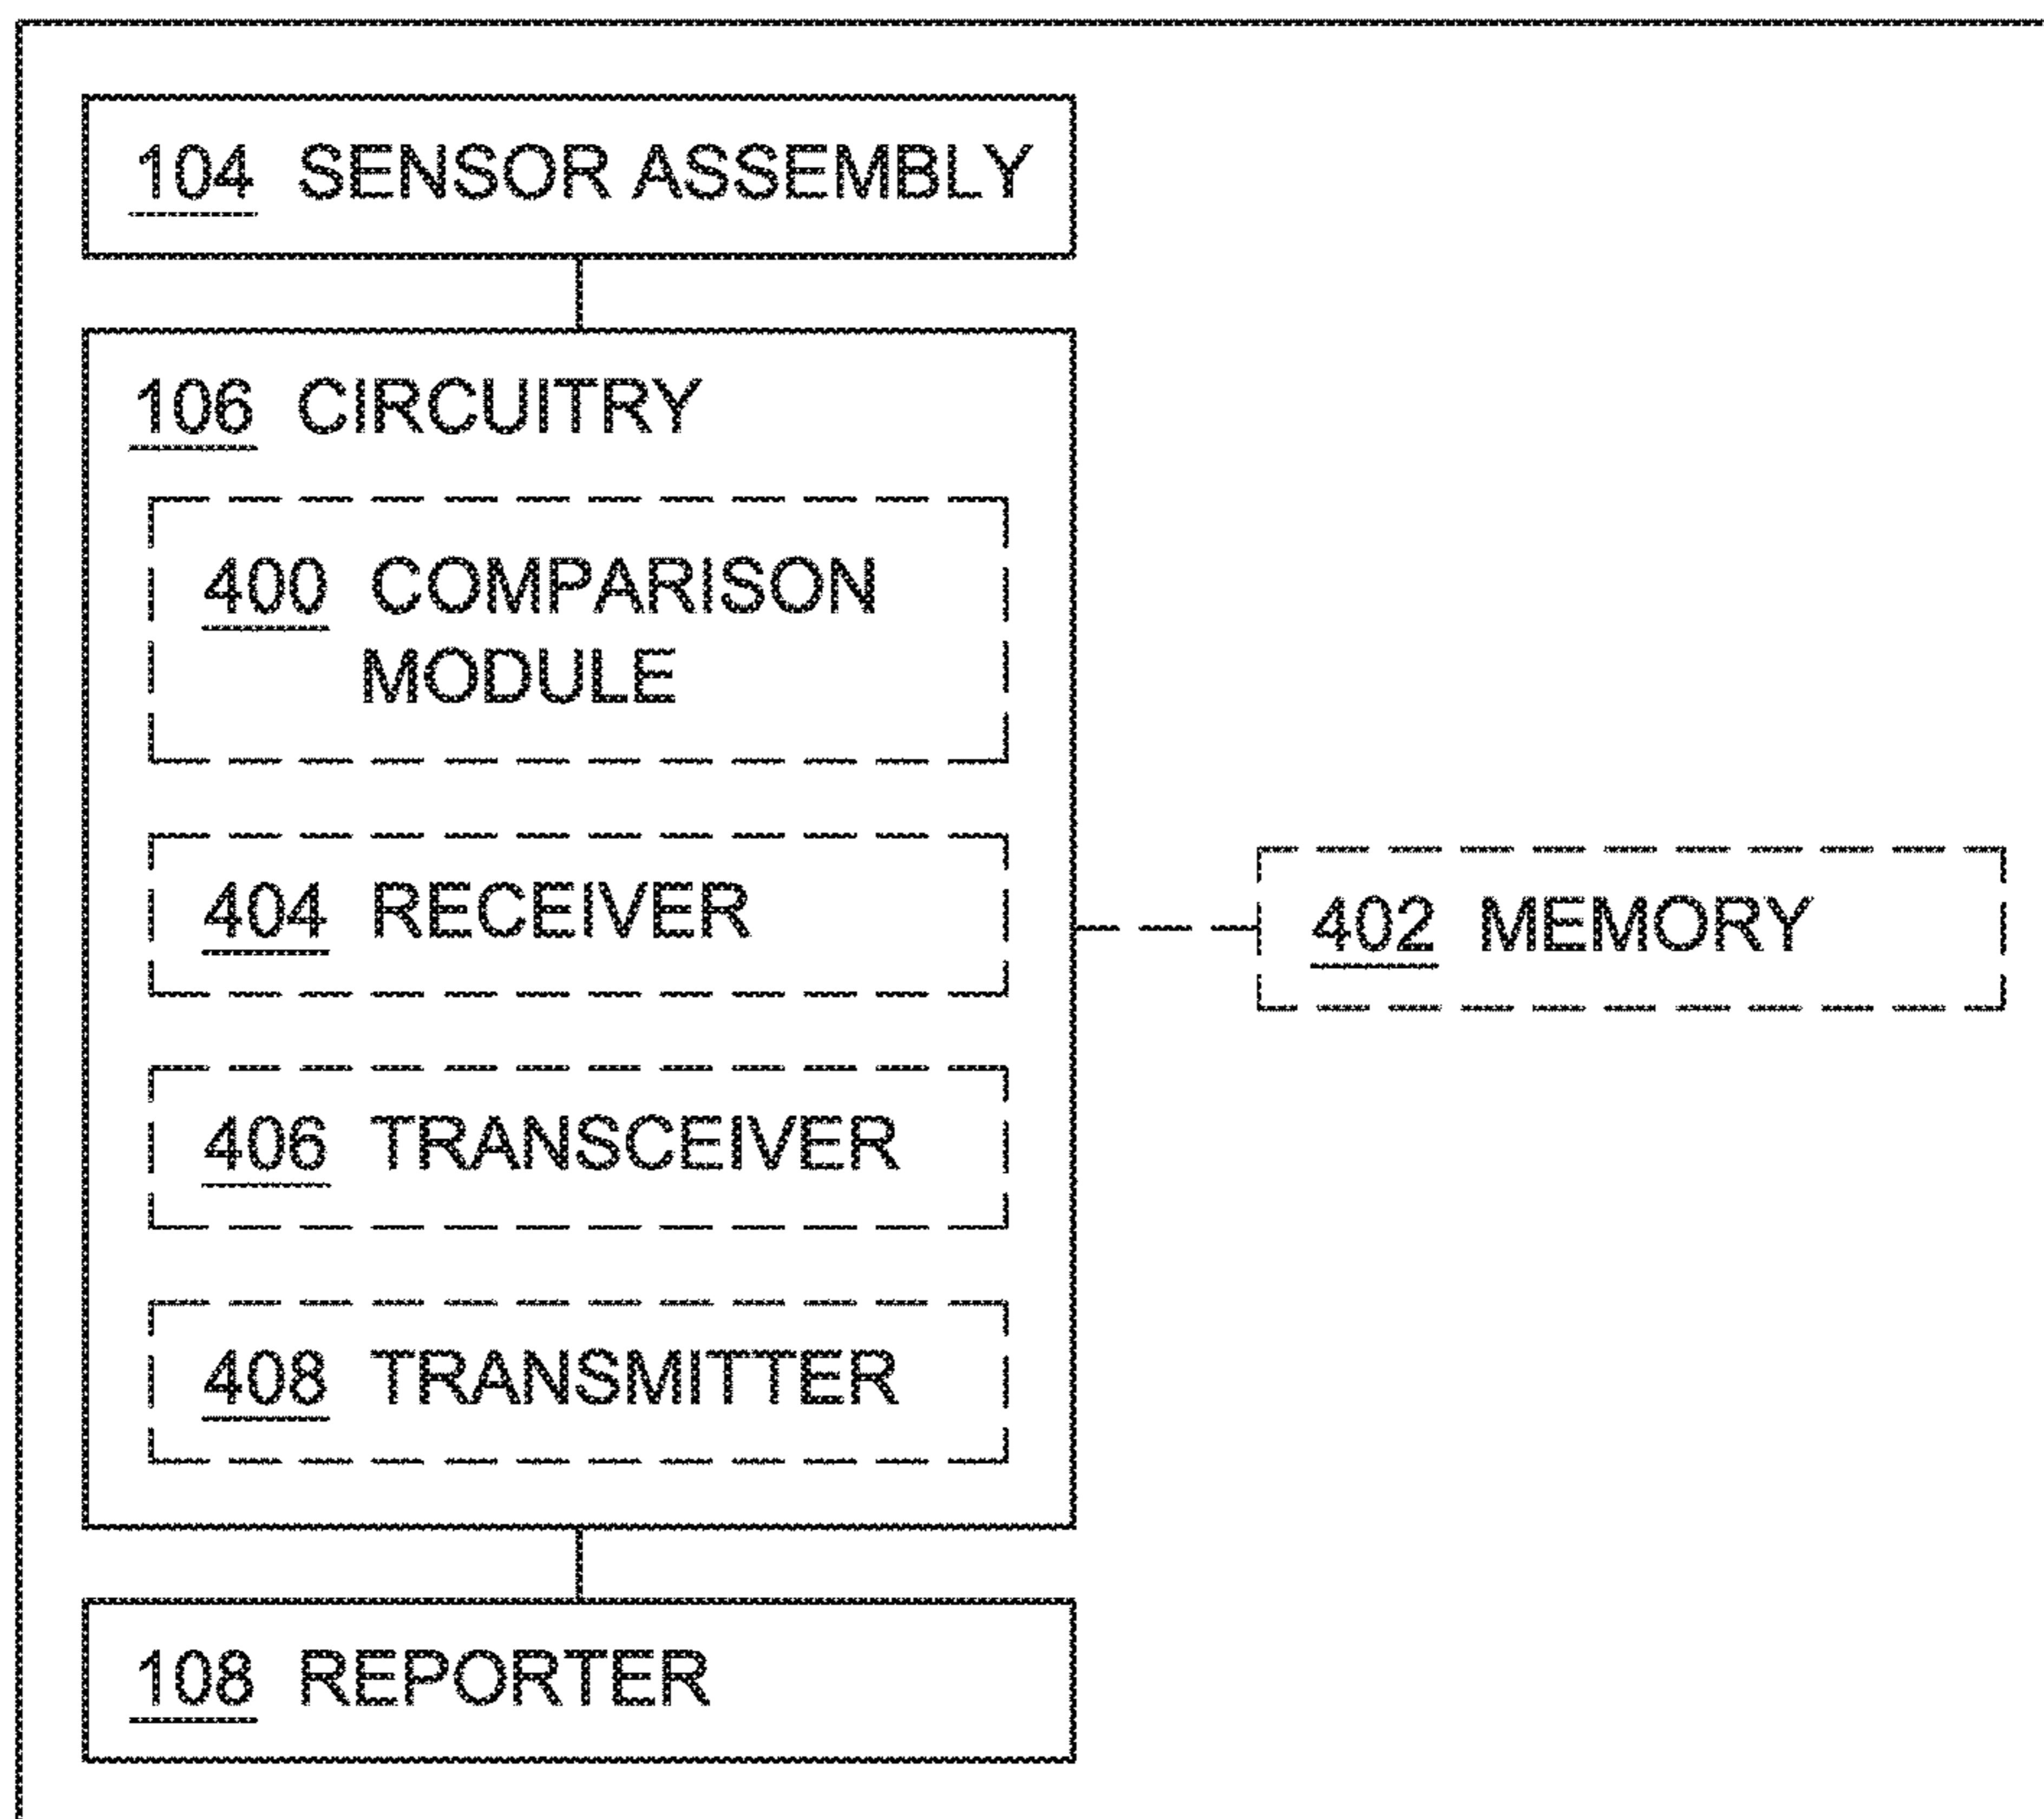 104 SENSOR ASSEMBLY
106 CIRCUITRY
400 COMPARISON
MODULE
404 RECEIVER
402 MEMORY
406 TRANSCEIVER
408 TRANSMITTER
108 REPORTER